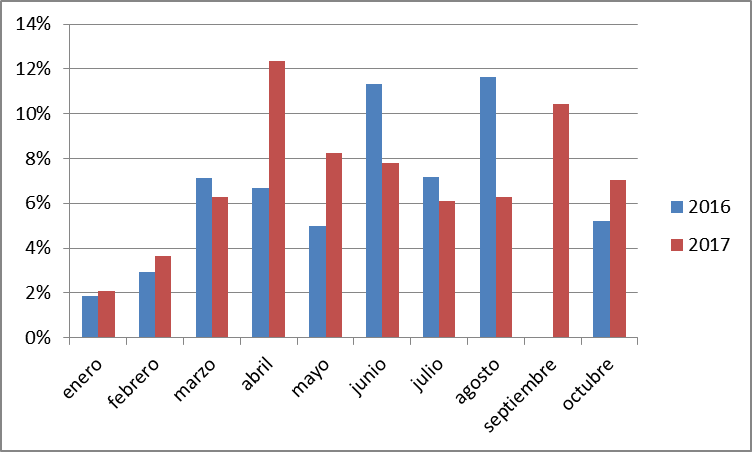 14%
12%
10%
8%
6%
4%
2%
0%
enero
febrero
marzo
abril
mayo
junio
julio
agosto
septiembre
octubre
2016
2017